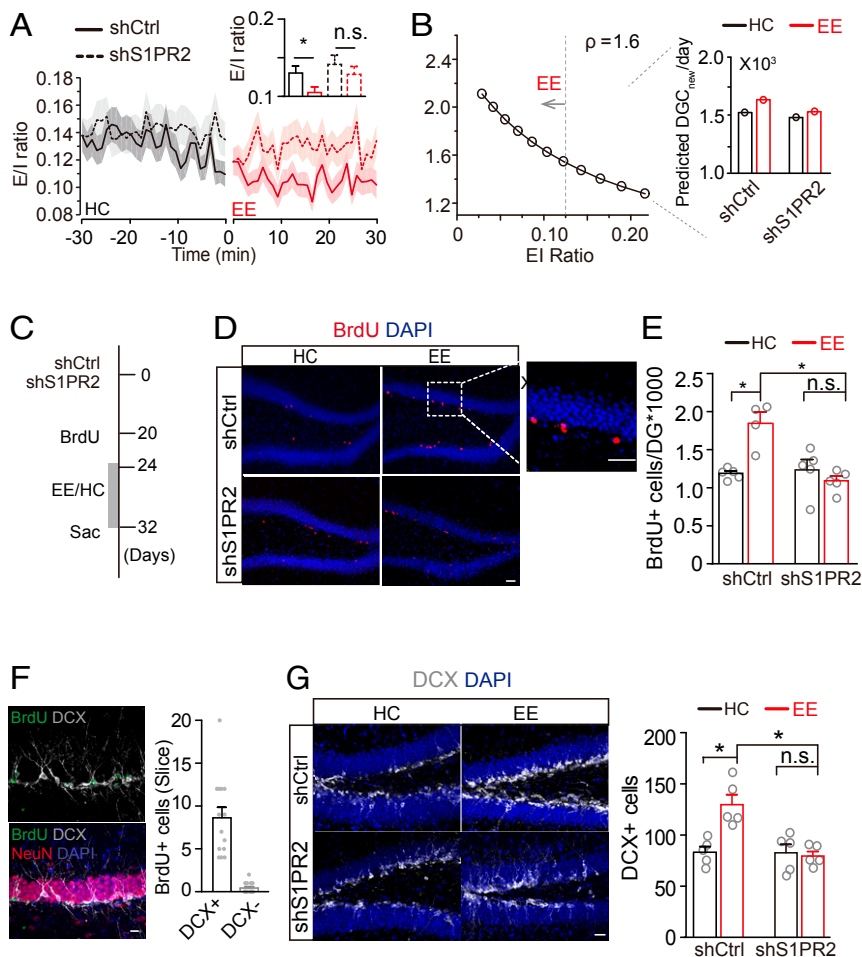 A
shCtrl
shS1PR2
E/I ratio
0.2
0.1
*
n.s.
E/I ratio
0.18
0.16
0.14
0.12
0.10
0.08
HC
EE
-30
-20
-10
0
0
10
20
30
Time (min)
B
ρ=1.6
EE
2.4
2.0
1.6
1.2
0
0.10
0.20
EI Ratio
HC
EE
X10³
Predicted DGCnew/day
2.0
1.5
1.0
shCtrl
shS1PR2
C
shCtrl
shS1PR2
0
BrdU
20
24
EE/HC
Sac
32
(Days)
D
BrdU DAPI
HC
EE
shCtrl
shS1PR2
E
HC
EE
*
*
n.s.
BrdU+ cells/DG*1000
2.5
2.0
1.5
1.0
0.5
0
shCtrl
shS1PR2
F
BrdU DCX
BrdU DCX
NeuN DAPI
BrdU+ cells (Slice)
20
15
10
5
0
DCX+
DCX-
G
DCX DAPI
HC
EE
shCtrl
shS1PR2
HC
EE
*
*
n.s.
DCX+ cells
200
150
100
50
0
shCtrl
shS1PR2